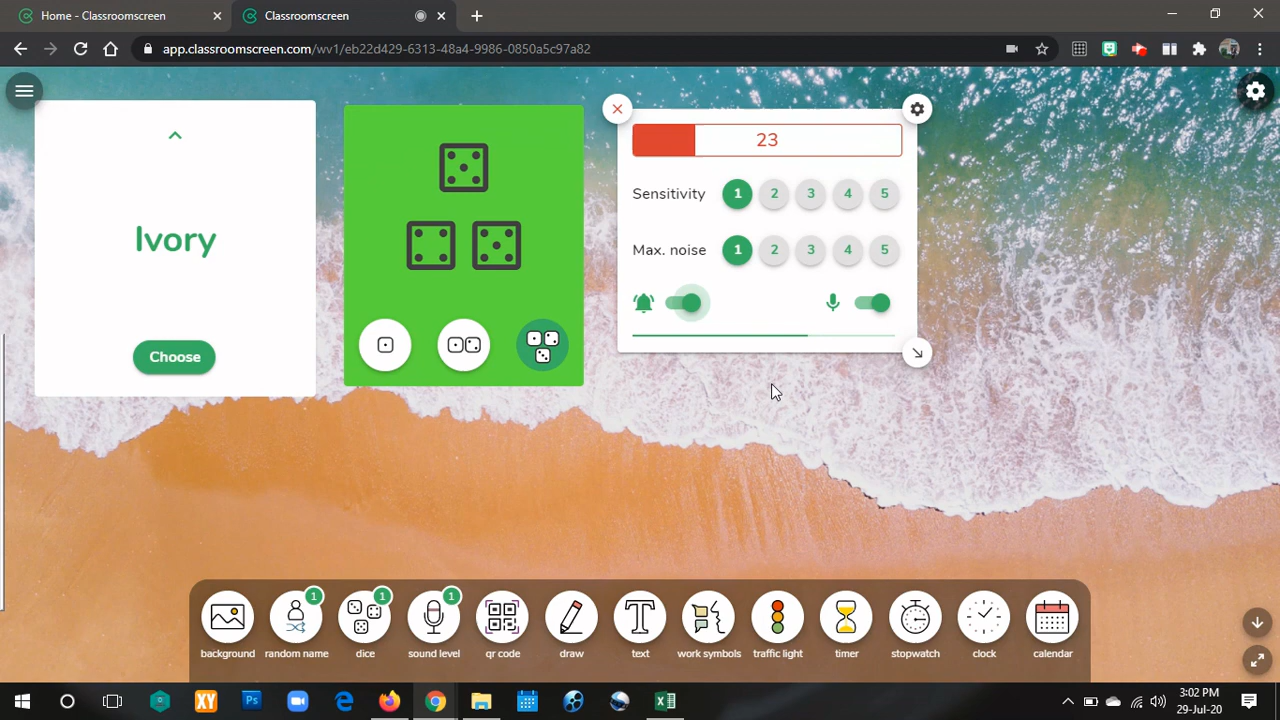 Home - Classroomscreen
Classroomscreen
app.classroomscreen.com/wv1/eb22d429-6313-48a4-9986-0850a5c97a82
Ivory
Choose
23
Sensitivity 1 2 3 4 5
Max. noise 1 2 3 4 5
1 1 1
background random name dice sound level qr code draw text work symbols traffic light timer stopwatch clock calendar
XY Ps
3:02 PM
29-Jul-20